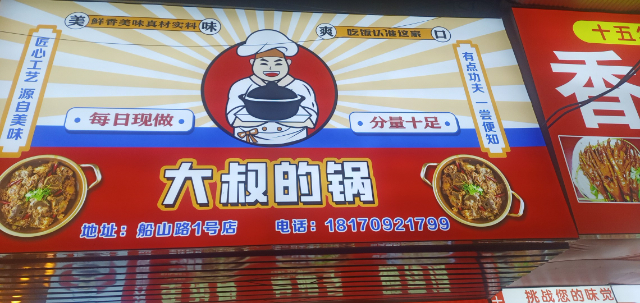 美 鲜香美味真材实料 味
爽 吃饭认准这家 口
匠心工艺 源自美味
有点功夫 一尝便知
每日现做
分量十足
大叔的锅
地址：船山路1号店 电话：18170921799
十五
香
挑战您的味觉